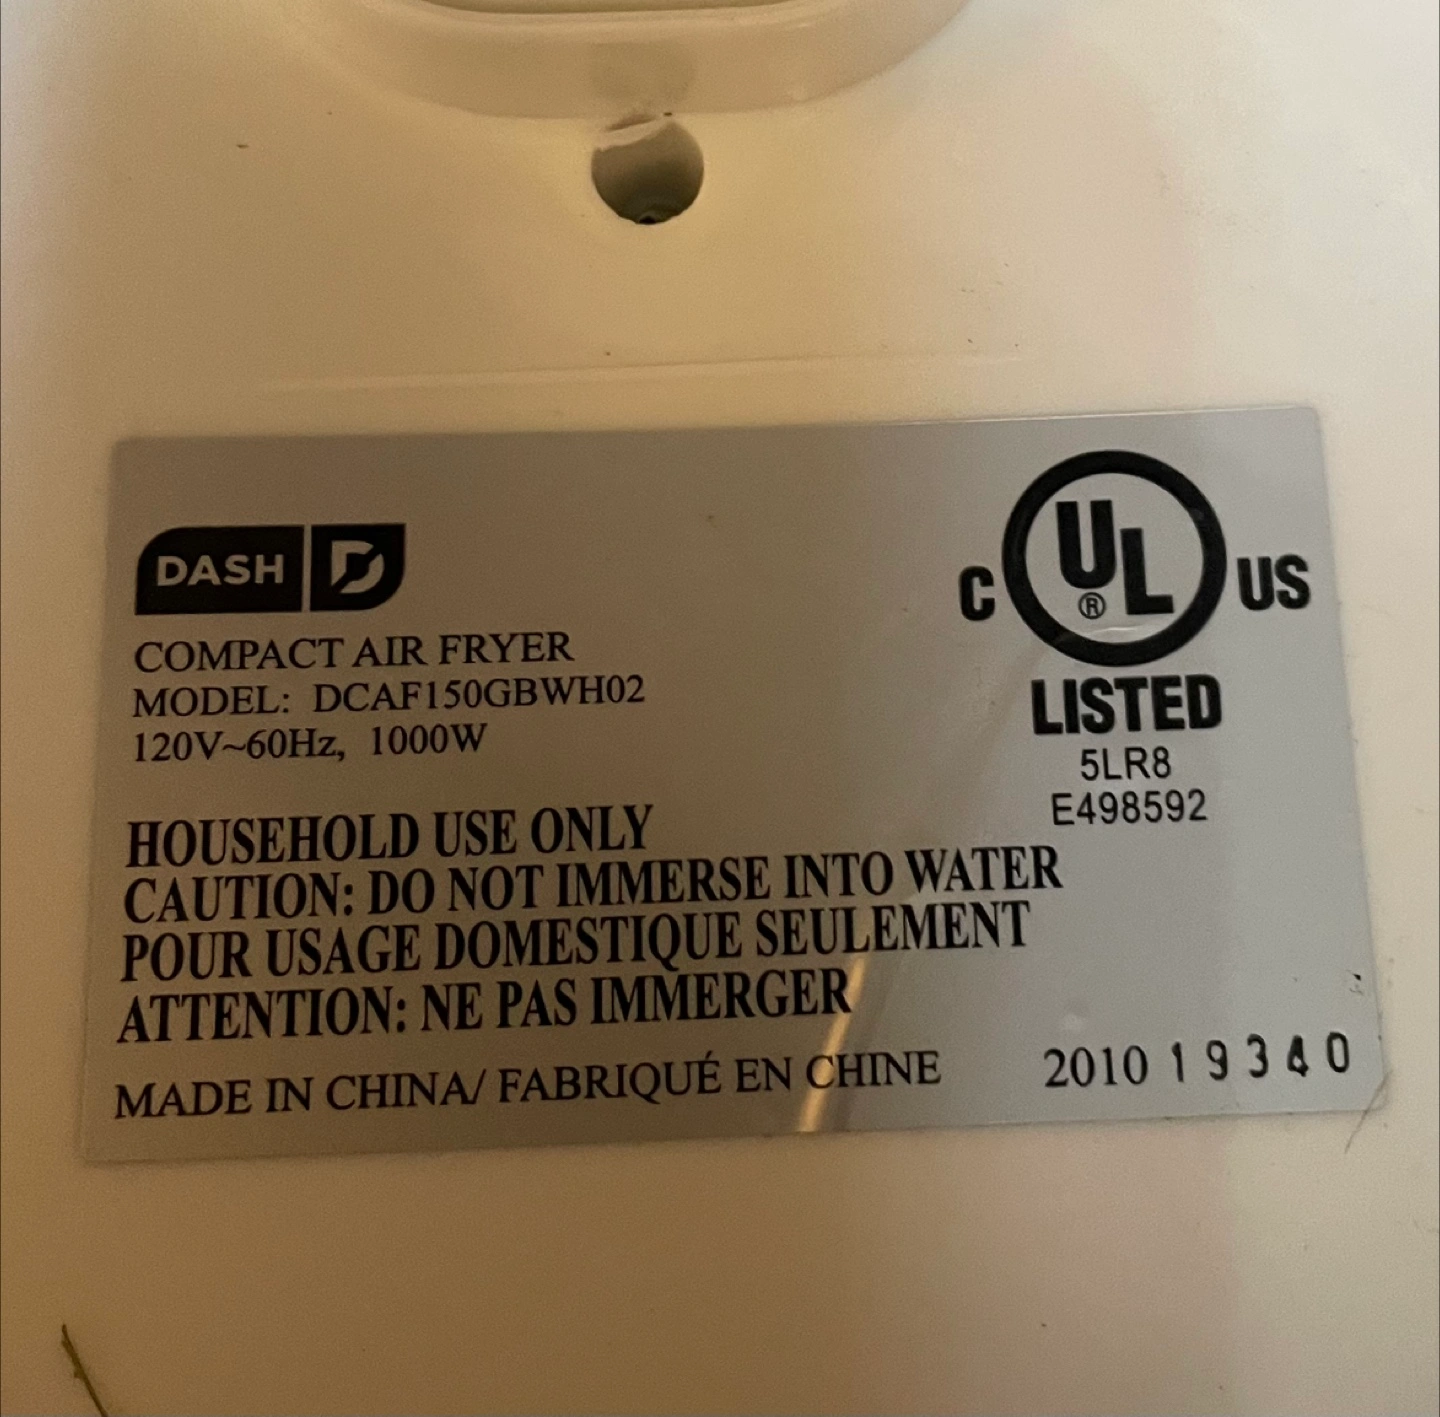 DASH D
COMPACT AIR FRYER
MODEL: DCAF150GBWH02
120V~60Hz, 1000W
C UL® US
LISTED
5LR8
E498592
HOUSEHOLD USE ONLY
CAUTION: DO NOT IMMERSE INTO WATER
POUR USAGE DOMESTIQUE SEULEMENT
ATTENTION: NE PAS IMMERGER
MADE IN CHINA/ FABRIQUÉ EN CHINE
2010 19340